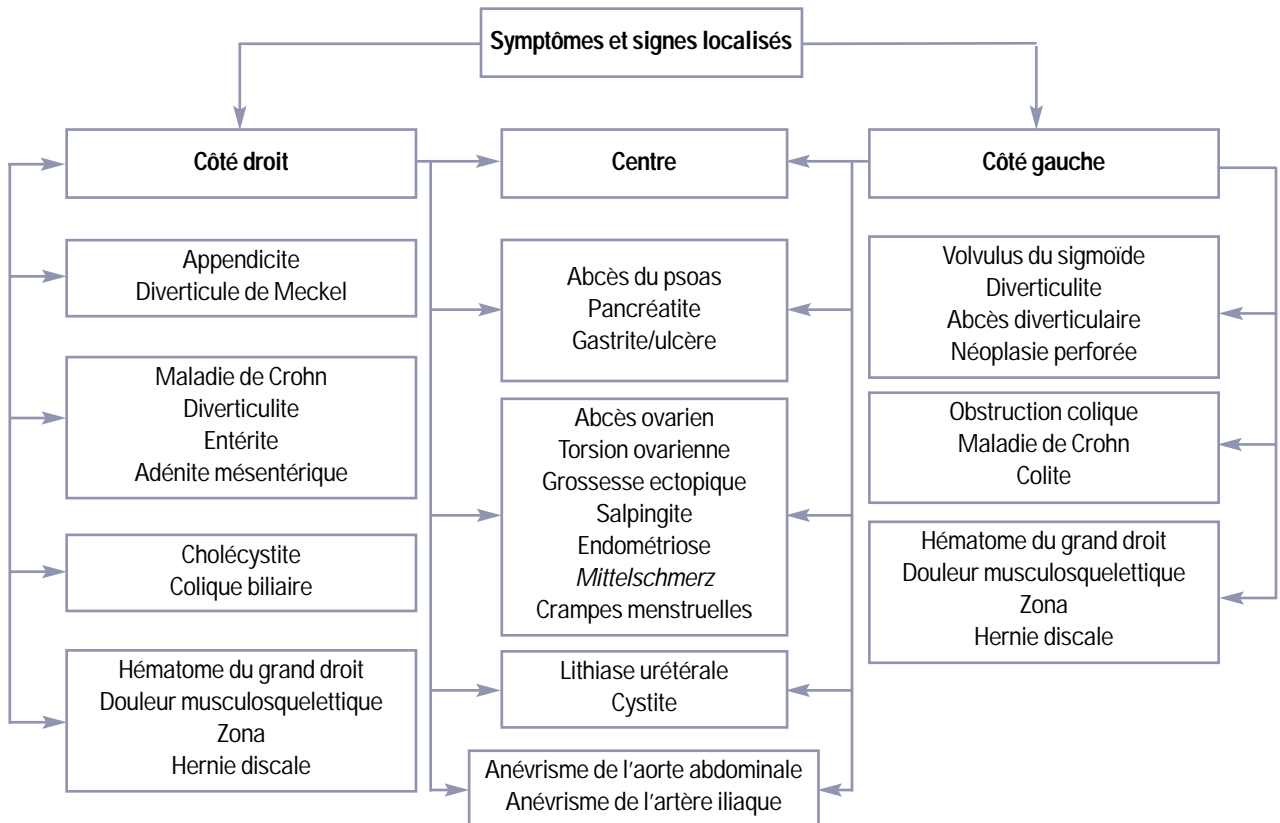 Symptômes et signes localisés
Côté droit
Appendicite
Diverticule de Meckel
Maladie de Crohn
Diverticulite
Entérite
Adénite mésentérique
Cholécystite
Colique biliaire
Hématome du grand droit
Douleur musculosquelettique
Zona
Hernie discale
Centre
Abcès du psoas
Pancréatite
Gastrite/ulcère
Abcès ovarien
Torsion ovarienne
Grossesse ectopique
Salpingite
Endométriose
Mittelschmerz
Crampes menstruelles
Lithiase urétérale
Cystite
Anévrisme de l'aorte abdominale
Anévrisme de l'artère iliaque
Côté gauche
Volvulus du sigmoïde
Diverticulite
Abcès diverticulaire
Néoplasie perforée
Obstruction colique
Maladie de Crohn
Colite
Hématome du grand droit
Douleur musculosquelettique
Zona
Hernie discale